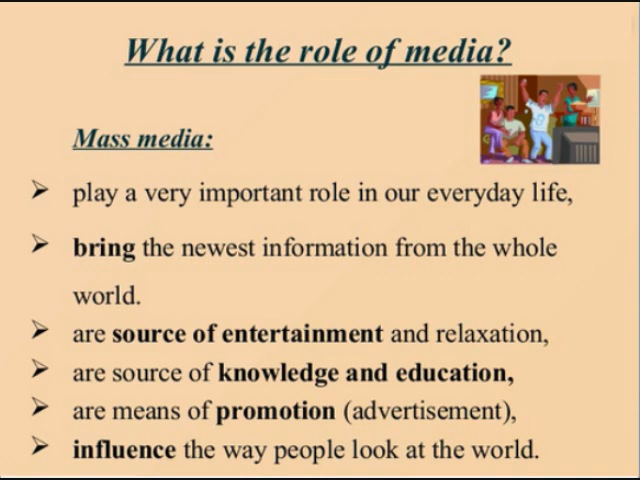 What is the role of media?
Mass media:
➢ play a very important role in our everyday life,
➢ bring the newest information from the whole
world.
➢ are source of entertainment and relaxation,
➢ are source of knowledge and education,
➢ are means of promotion (advertisement),
➢ influence the way people look at the world.